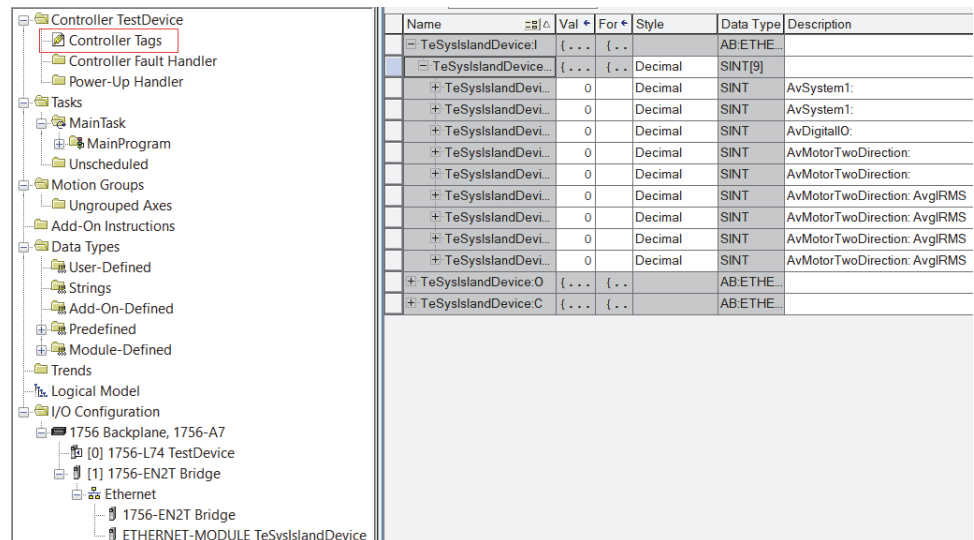 Controller TestDevice
Controller Tags
Controller Fault Handler
Power-Up Handler
Tasks
MainTask
MainProgram
Unscheduled
Motion Groups
Ungrouped Axes
Add-On Instructions
Data Types
User-Defined
Strings
Add-On-Defined
Predefined
Module-Defined
Trends
Logical Model
I/O Configuration
1756 Backplane, 1756-A7
[0] 1756-L74 TestDevice
[1] 1756-EN2T Bridge
Ethernet
1756-EN2T Bridge
ETHERNET-MODULE TeSysIslandDevice
Name Val For Style Data Type Description
TeSysIslandDevice:I {... {.. AB:ETHE...
TeSysIslandDevice... {... {.. Decimal SINT[9]
TeSysIslandDevi... 0 Decimal SINT AvSystem1:
TeSysIslandDevi... 0 Decimal SINT AvSystem1:
TeSysIslandDevi... 0 Decimal SINT AvDigitalIO:
TeSysIslandDevi... 0 Decimal SINT AvMotorTwoDirection:
TeSysIslandDevi... 0 Decimal SINT AvMotorTwoDirection:
TeSysIslandDevi... 0 Decimal SINT AvMotorTwoDirection: AvgIRMS
TeSysIslandDevi... 0 Decimal SINT AvMotorTwoDirection: AvgIRMS
TeSysIslandDevi... 0 Decimal SINT AvMotorTwoDirection: AvgIRMS
TeSysIslandDevi... 0 Decimal SINT AvMotorTwoDirection: AvgIRMS
TeSysIslandDevice:O {... {.. AB:ETHE...
TeSysIslandDevice:C {... {.. AB:ETHE...